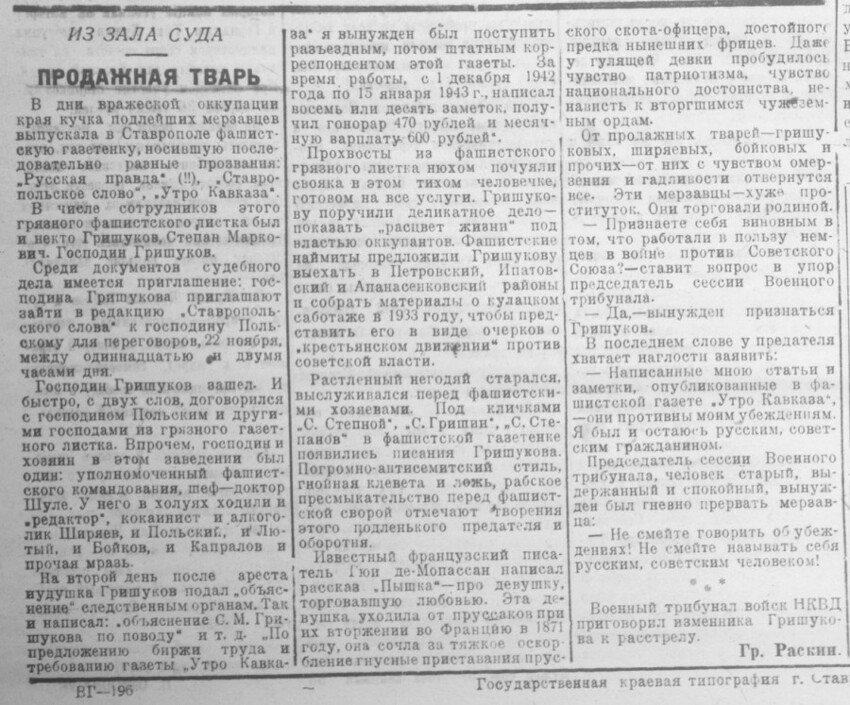 ИЗ ЗАЛА СУДА
ПРОДАЖНАЯ ТВАРЬ
В дни вражеской оккупации
края кучка подлейших мерзавцев
выпускала в Ставрополе фашист-
скую газетенку, носившую после-
довательно разные прозвания:
„Русская правда" (!!), „Ставро-
польское слово", „Утро Кавказа".
В числе сотрудников этого
грязного фашистского листка был
и некто Гришуков, Степан Марко-
вич. Господин Гришуков.
Среди документов судебного
дела имеется приглашение: гос-
подина Гришукова приглашают
зайти в редакцию „Ставрополь-
ского слова" к господину Поль-
скому для переговоров, 22 ноября,
между одиннадцатью и двумя
часами дня.
Господин Гришуков зашел. И
быстро, с двух слов, договорился
с господином Польским и други-
ми господами из грязного газет-
ного листка. Впрочем, господин и
хозяин в этом заведении был
один: уполномоченный фашист-
ского командования, шеф—доктор
Шуле. У него в холуях ходили и
„редактор", кокаинист и алкого-
лик Ширяев, и Польский, и Лю-
тый, и Бойков, и Капралов и
прочая мразь.
На второй день после ареста
иудушка Гришуков подал „объяс-
нение" следственным органам. Так
и написал: „объяснение С. М. Гри-
шукова по поводу" и т. д. „По
предложению биржи труда и
требованию газеты „Утро Кавка-
за" я вынужден был поступить
разъездным, потом штатным кор-
респондентом этой газеты. За
время работы, с 1 декабря 1942
года по 15 января 1943 г., написал
восемь или десять заметок, полу-
чил гонорар 470 рублей и месяч-
ную зарплату 600 рублей".
Прохвосты из фашистского
грязного листка нюхом почуяли
свояка в этом тихом человечке,
готовом на все услуги. Гришуко-
ву поручили деликатное дело—
показать „расцвет жизни" под
властью оккупантов. Фашистские
наймиты предложили Гришукову
выехать в Петровский, Ипатов-
ский и Апанасенковский районы
и собрать материалы о кулацком
саботаже в 1933 году, чтобы пред-
ставить его в виде очерков о
„крестьянском движении" против
советской власти.
Растленный негодяй старался,
выслуживался перед фашистски-
ми хозяевами. Под кличками
„С. Степной", „С. Гришин", „С. Сте-
панов" в фашистской газетенке
появились писания Гришукова.
Погромно-антисемитский стиль,
гнойная клевета и ложь, рабское
пресмыкательство перед фашист-
ской сворой отмечают творения
этого подленького предателя и
оборотня.
Известный французский писа-
тель Гюи де-Мопассан написал
рассказ „Пышка"—про девушку,
торговавшую любовью. Эта де-
вушка уходила от пруссаков при
их вторжении во Францию в 1871
году, она сочла за тяжкое оскор-
бление гнусные приставания прус-
ского скота-офицера, достойного
предка нынешних фрицев. Даже
у гулящей девки пробудилось
чувство патриотизма, чувство
национального достоинства, не-
нависть к вторгшимся чужезем-
ным ордам.
От продажных тварей—гришу-
ковых, ширяевых, бойковых и
прочих—от них с чувством омер-
зения и гадливости отвернутся
все. Эти мерзавцы—хуже про-
ституток. Они торговали родиной.
— Признаете себя виновным в
том, что работали в пользу нем-
цев в войне против Советского
Союза?—ставит вопрос в упор
председатель сессии Военного
трибунала.
— Да,—вынужден признаться
Гришуков.
В последнем слове у предателя
хватает наглости заявить:
— Написанные мною статьи и
заметки, опубликованные в фа-
шистской газете „Утро Кавказа",
—они противны моим убеждениям.
Я был и остаюсь русским, совет-
ским гражданином.
Председатель сессии Военного
трибунала, человек старый, вы-
держанный и спокойный, вынуж-
ден был гневно прервать мерзав-
ца:
— Не смейте говорить об убеж-
дениях! Не смейте называть себя
русским, советским человеком!
* * *
Военный трибунал войск НКВД
приговорил изменника Гришуко-
ва к расстрелу.
Гр. Раскин.
ВГ—196
Государственная краевая типография г. Став